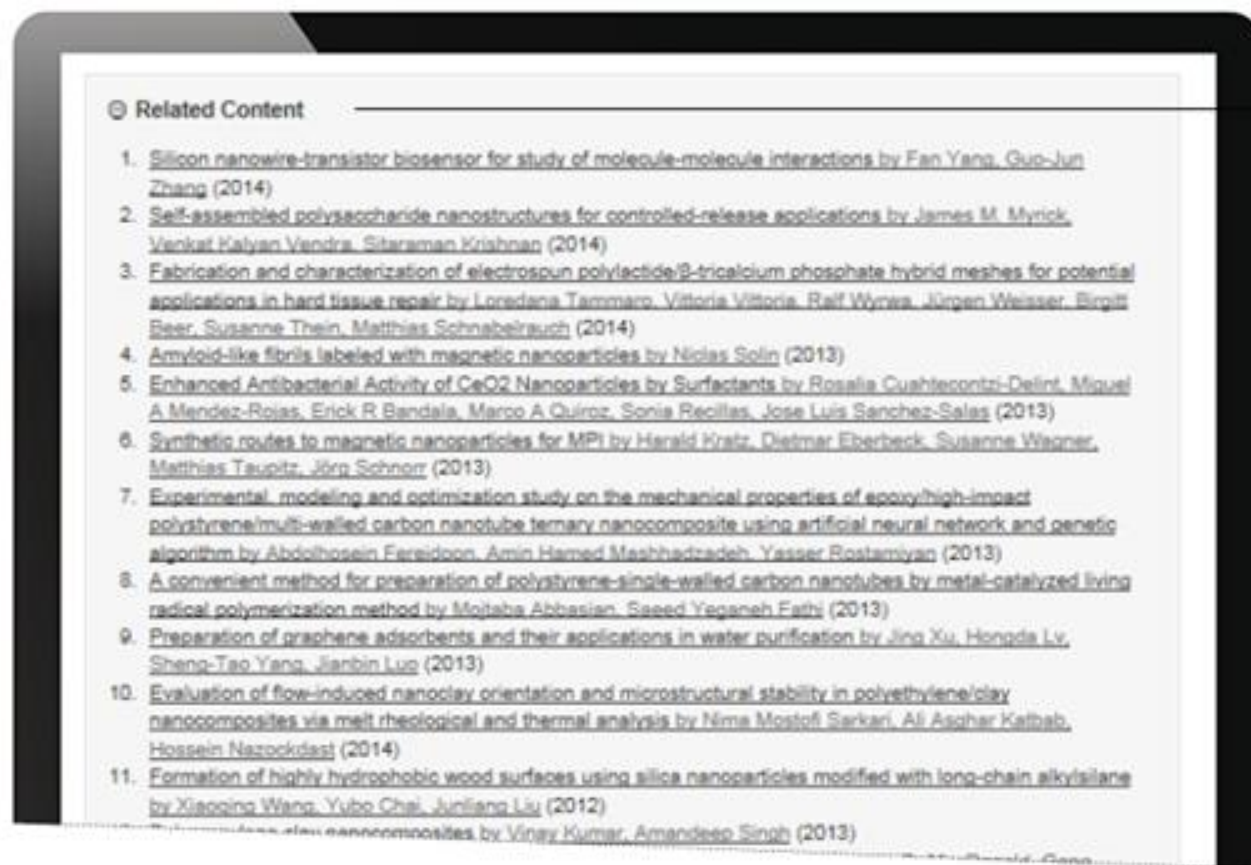 Related Content
1. Silicon nanowire-transistor biosensor for study of molecule-molecule interactions by Fan Yang, Guo-Jun
Zhang (2014)
2. Self-assembled polysaccharide nanostructures for controlled-release applications by James M. Myrick,
Venkat Kalyan Vendra, Sitaraman Krishnan (2014)
3. Fabrication and characterization of electrospun polylactide/β-tricalcium phosphate hybrid meshes for potential
applications in hard tissue repair by Loredana Tammaro, Vittoria Vittoria, Ralf Wyrwa, Jürgen Weisser, Birgitt
Beer, Susanne Thein, Matthias Schnabelrauch (2014)
4. Amyloid-like fibrils labeled with magnetic nanoparticles by Niclas Solin (2013)
5. Enhanced Antibacterial Activity of CeO2 Nanoparticles by Surfactants by Rosalia Cuahtecontzi-Delint, Miguel
A Mendez-Rojas, Erick R Bandala, Marco A Quiroz, Sonia Recillas, Jose Luis Sanchez-Salas (2013)
6. Synthetic routes to magnetic nanoparticles for MPI by Harald Kratz, Dietmar Eberbeck, Susanne Wagner,
Matthias Taupitz, Jörg Schnorr (2013)
7. Experimental, modeling and optimization study on the mechanical properties of epoxy/high-impact
polystyrene/multi-walled carbon nanotube ternary nanocomposite using artificial neural network and genetic
algorithm by Abdolhosein Fereidoon, Amin Hamed Mashhadzadeh, Yasser Rostamiyan (2013)
8. A convenient method for preparation of polystyrene-single-walled carbon nanotubes by metal-catalyzed living
radical polymerization method by Mojtaba Abbasian, Saeed Yeganeh Fathi (2013)
9. Preparation of graphene adsorbents and their applications in water purification by Jing Xu, Hongda Lv,
Sheng-Tao Yang, Jianbin Luo (2013)
10. Evaluation of flow-induced nanoclay orientation and microstructural stability in polyethylene/clay
nanocomposites via melt rheological and thermal analysis by Nima Mostofi Sarkari, Ali Asghar Katbab,
Hossein Nazockdast (2014)
11. Formation of highly hydrophobic wood surfaces using silica nanoparticles modified with long-chain alkylsilane
by Xiaoqing Wang, Yubo Chai, Junliang Liu (2012)
clay nanocomposites by Vinay Kumar, Amandeep Singh (2013)